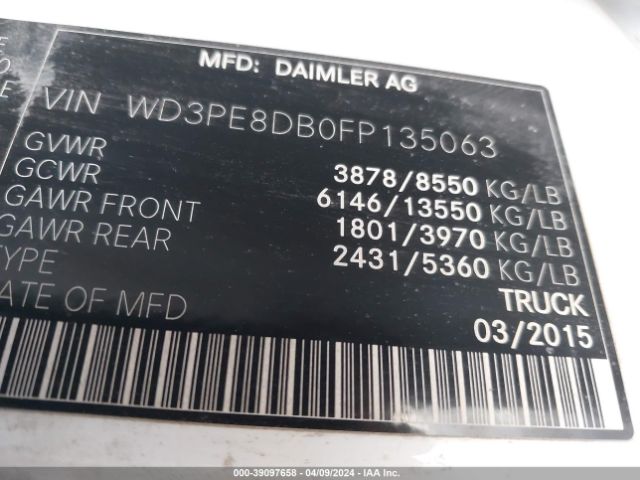 MFD: DAIMLER AG
VIN WD3PE8DB0FP135063
GVWR 3878/8550 KG/LB
GCWR 6146/13550 KG/LB
GAWR FRONT 1801/3970 KG/LB
GAWR REAR 2431/5360 KG/LB
TYPE TRUCK
ATE OF MFD 03/2015
000-39097658 - 04/09/2024 - IAA Inc.